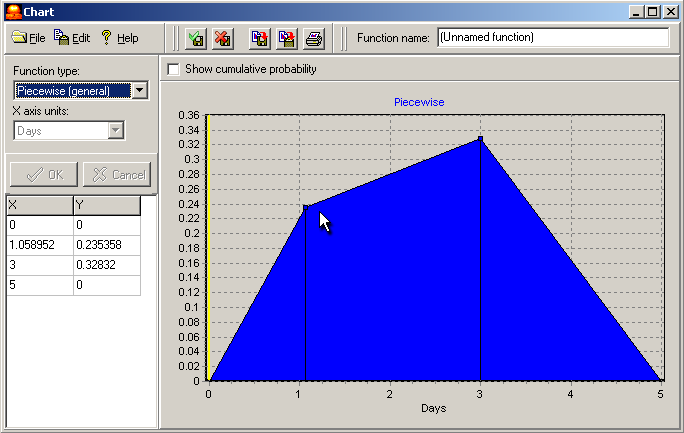 Chart
File Edit ? Help Function name: (Unnamed function)
Function type:
Piecewise (general)
X axis units:
Days
OK Cancel
X Y
0 0
1.058952 0.235358
3 0.32832
5 0
Show cumulative probability
Piecewise
0.36
0.34
0.32
0.3
0.28
0.26
0.24
0.22
0.2
0.18
0.16
0.14
0.12
0.1
0.08
0.06
0.04
0.02
0
0 1 2 3 4 5
Days